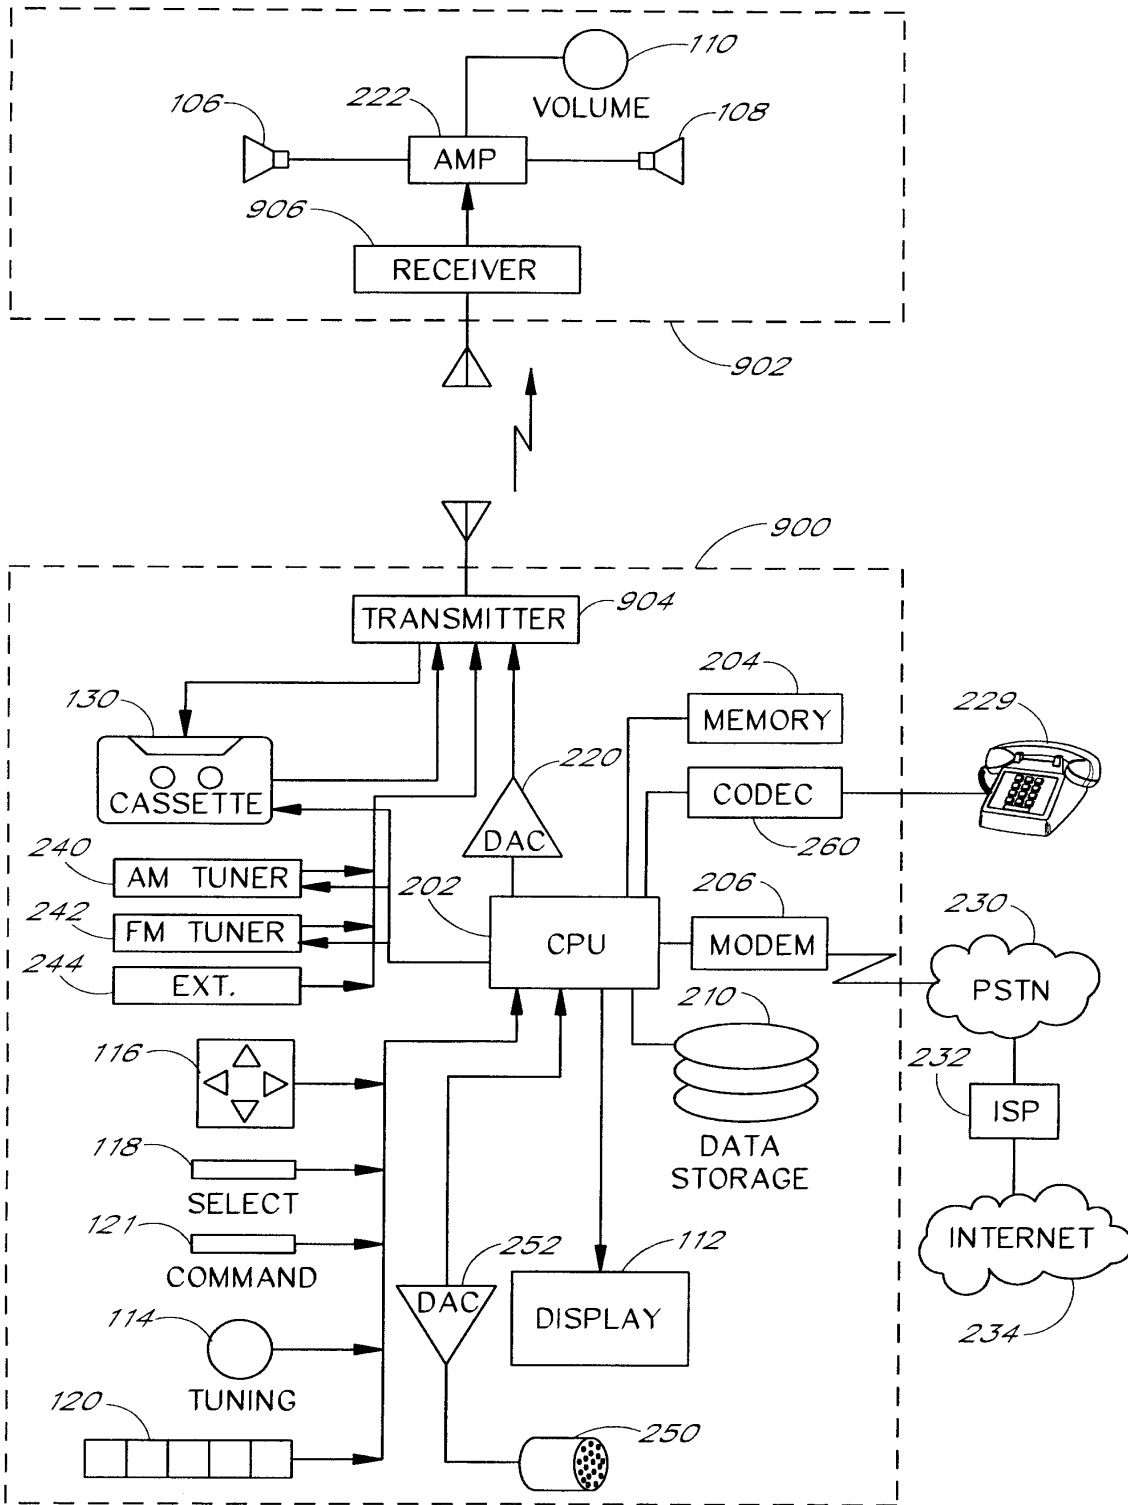 110
VOLUME
222
106
108
AMP
906
RECEIVER
902
900
904
TRANSMITTER
204
MEMORY
229
130
CASSETTE
220
DAC
CODEC
260
240
AM TUNER
202
206
230
242
FM TUNER
CPU
MODEM
PSTN
244
EXT.
210
116
232
ISP
DATA
STORAGE
118
SELECT
121
COMMAND
252
DAC
112
DISPLAY
INTERNET
234
114
TUNING
120
250